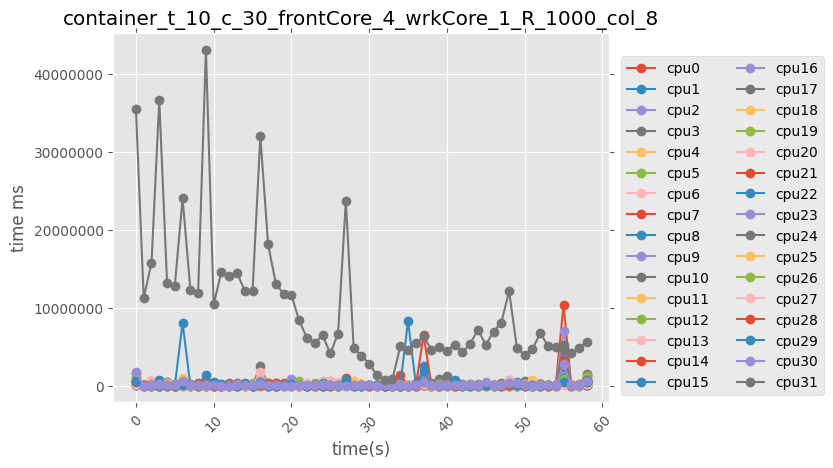 container_t_10_c_30_frontCore_4_wrkCore_1_R_1000_col_8
time ms
40000000
30000000
20000000
10000000
0
0
10
20
30
40
50
60
time(s)
cpu0
cpu1
cpu2
cpu3
cpu4
cpu5
cpu6
cpu7
cpu8
cpu9
cpu10
cpu11
cpu12
cpu13
cpu14
cpu15
cpu16
cpu17
cpu18
cpu19
cpu20
cpu21
cpu22
cpu23
cpu24
cpu25
cpu26
cpu27
cpu28
cpu29
cpu30
cpu31